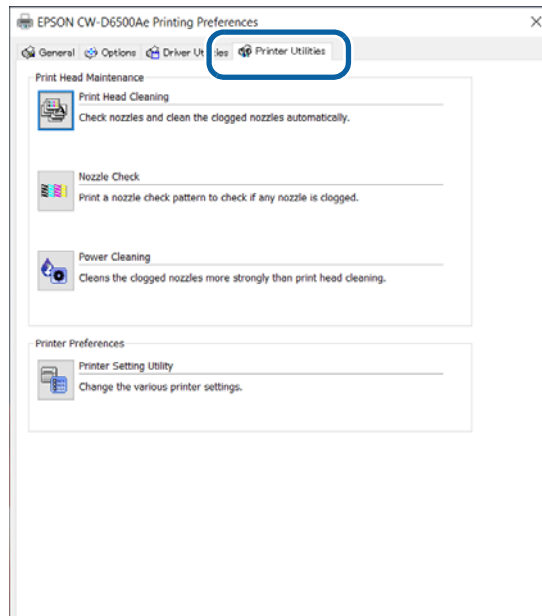 EPSON CW-D6500Ae Printing Preferences
General Options Driver Ut ies Printer Utilities
Print Head Maintenance
Print Head Cleaning
Check nozzles and clean the clogged nozzles automatically.
Nozzle Check
Print a nozzle check pattern to check if any nozzle is clogged.
Power Cleaning
Cleans the clogged nozzles more strongly than print head cleaning.
Printer Preferences
Printer Setting Utility
Change the various printer settings.